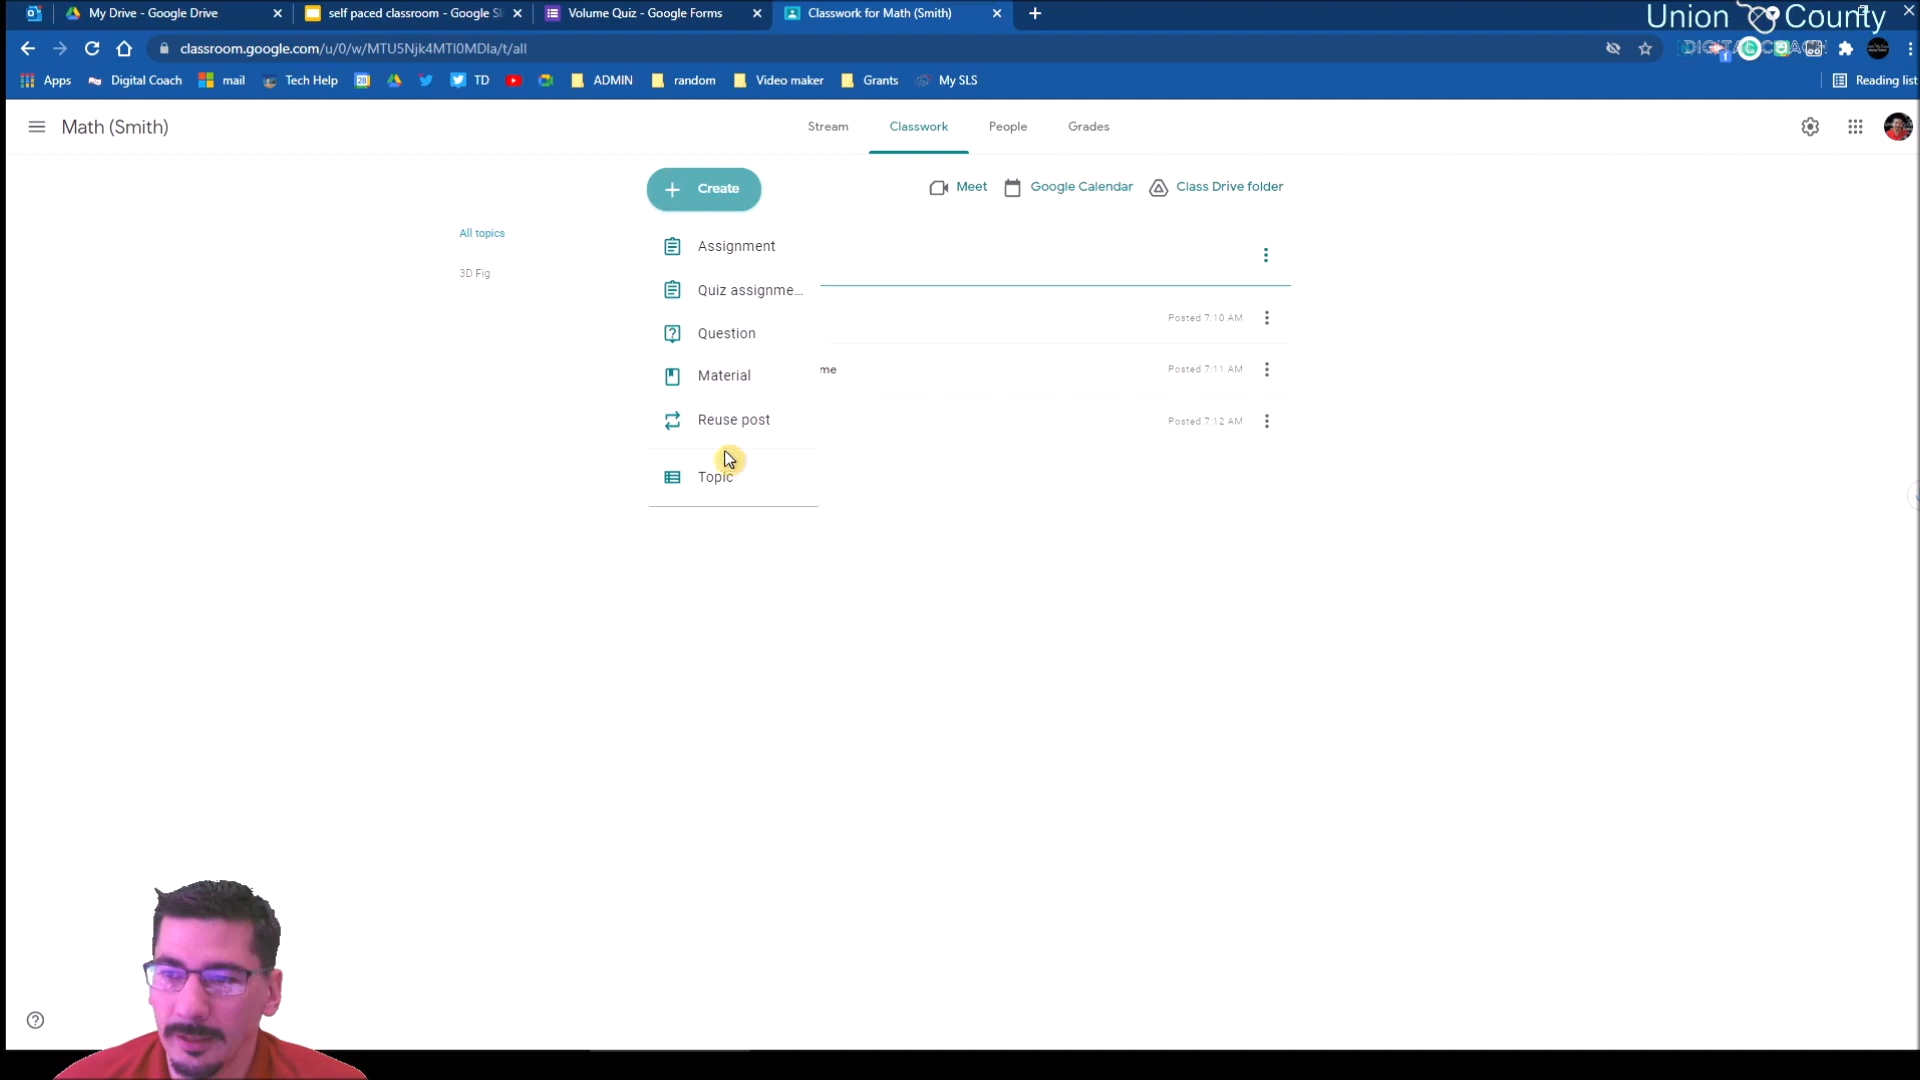 My Drive - Google Drive
self paced classroom - Google Sl
Volume Quiz - Google Forms
Classwork for Math (Smith)
Union County
DIGITAL COACH
classroom.google.com/u/0/w/MTU5Njk4MTI0MDIa/t/all
Apps
Digital Coach
mail
Tech Help
TD
ADMIN
random
Video maker
Grants
My SLS
Reading list
Math (Smith)
Stream
Classwork
People
Grades
Create
Meet
Google Calendar
Class Drive folder
All topics
3D Fig
Assignment
Quiz assignme...
Question
Material
Reuse post
Topic
Posted 7:10 AM
me
Posted 7:11 AM
Posted 7:12 AM